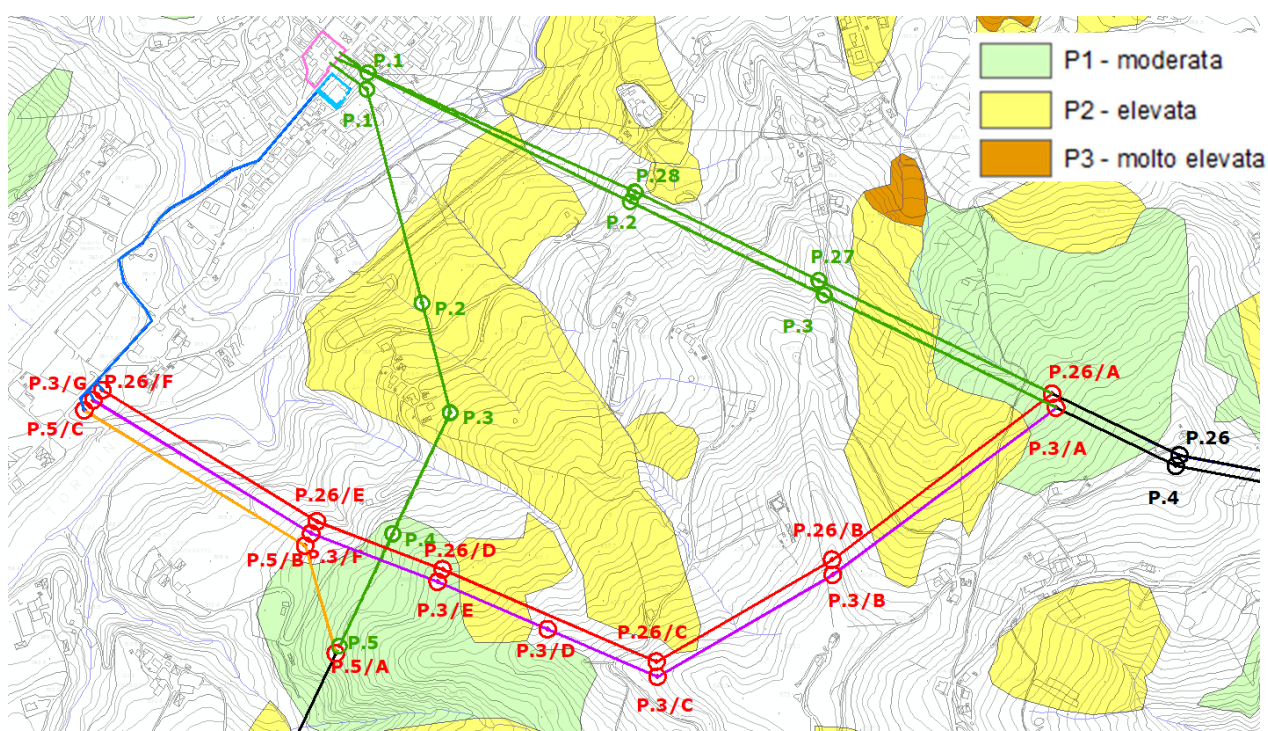 P.1
P1 - moderata
P.1
P2 - elevata
P3 - molto elevata
P.28
P.2
P.27
P.3
P.2
P.3/G
P.26/F
P.26/A
P.5/C
P.3
P.3/A
P.26
P.4
P.26/E
P.4
P.26/D
P.26/B
P.5/B
P.3/F
P.3/E
P.3/B
P.3/D
P.26/C
P.5
P.5/A
P.3/C